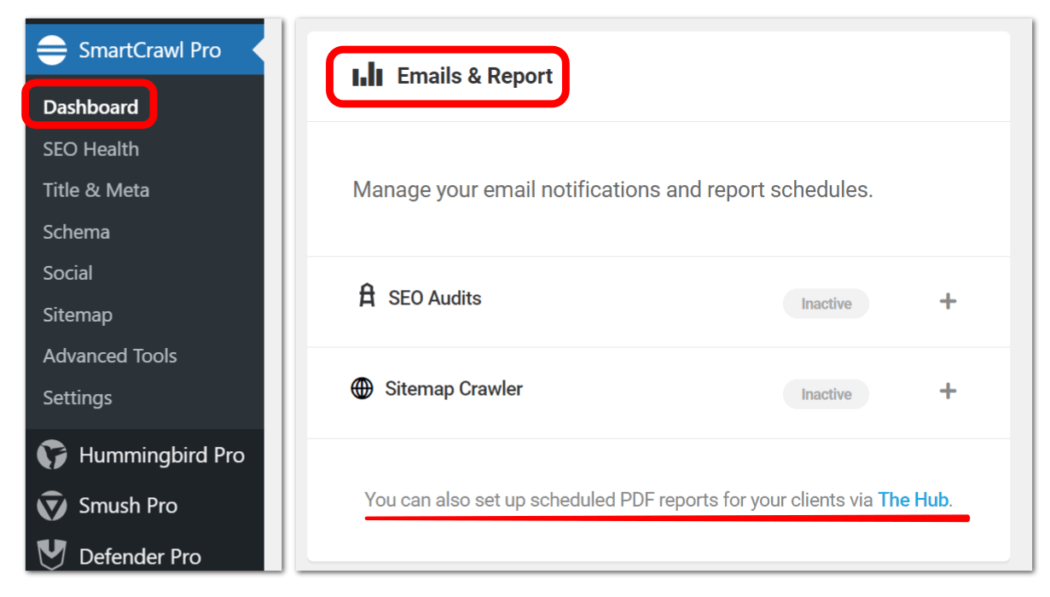 SmartCrawl Pro
Dashboard
SEO Health
Title & Meta
Schema
Social
Sitemap
Advanced Tools
Settings
Hummingbird Pro
Smush Pro
Defender Pro
Emails & Report
Manage your email notifications and report schedules.
SEO Audits Inactive +
Sitemap Crawler Inactive +
You can also set up scheduled PDF reports for your clients via The Hub.